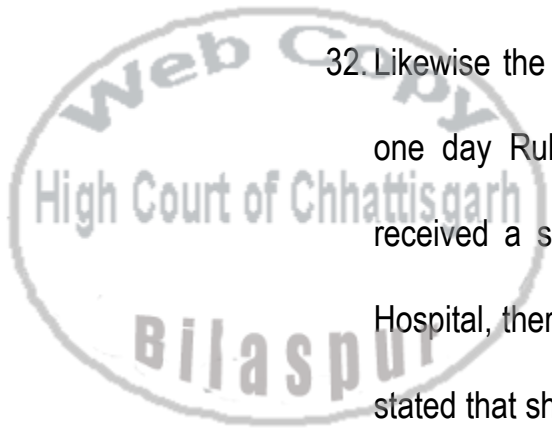 Web Copy
32. Likewise the
one day
High Court of Chhattisgarh
received a s
Hospital,
Bilaspur
stated that